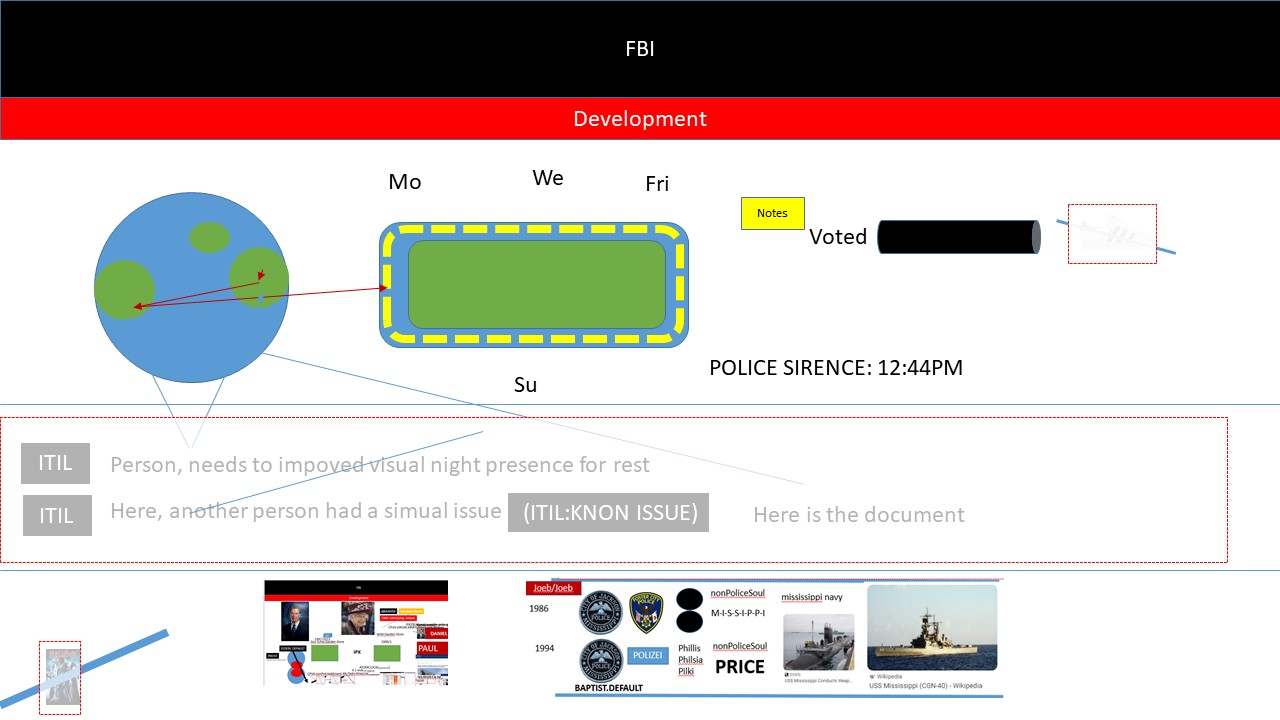 FBI
Development
Mo
We
Fri
Notes
Voted
POLICE SIRENCE: 12:44PM
Su
ITIL
Person, needs to impoved visual night presence for rest
ITIL
Here, another person had a simual issue
(ITIL:KNON ISSUE)
Here is the document
Development
DANIEL
PAUL
IPX
Joeb/Joeb
1986
nonPoliceSoul
M-I-S-S-I-P-P-I
mississippi navy
1994
POLIZEI
Phillis
Philsia
Pilki
nonPoliceSoul
PRICE
BAPTIST.DEFAULT
USS Mississippi Conducts Weap...
Wikipedia
USS Mississippi (CGN-40) - Wikipedia